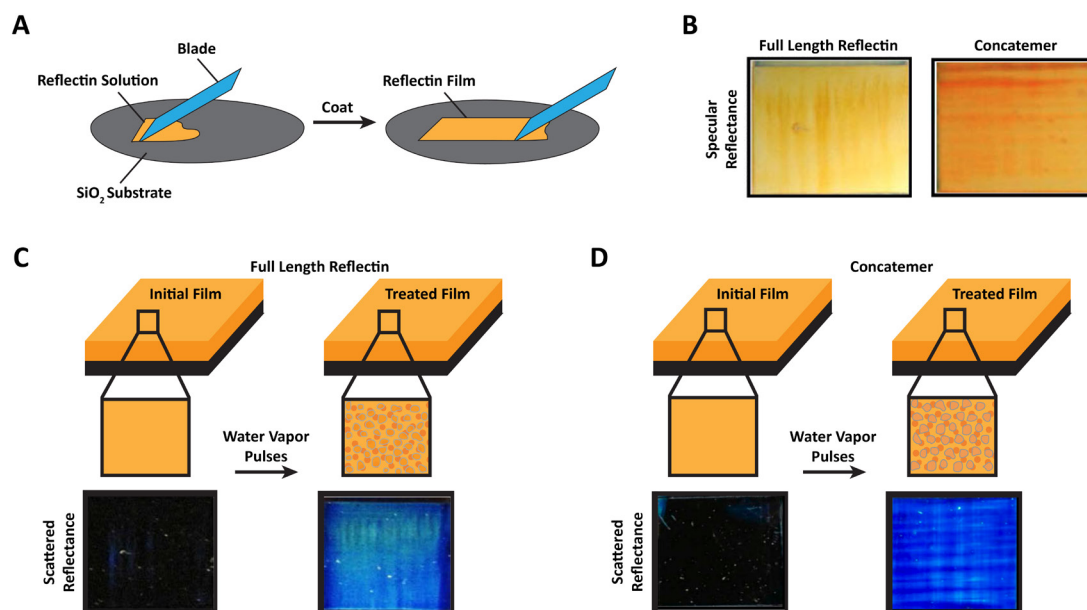 A
Blade
Reflectin Solution
SiO₂ Substrate
Coat
Reflectin Film
B
Full Length Reflectin
Concatemer
Specular
Reflectance
C
Full Length Reflectin
Initial Film
Treated Film
Water Vapor
Pulses
Scattered
Reflectance
D
Concatemer
Initial Film
Treated Film
Water Vapor
Pulses
Scattered
Reflectance